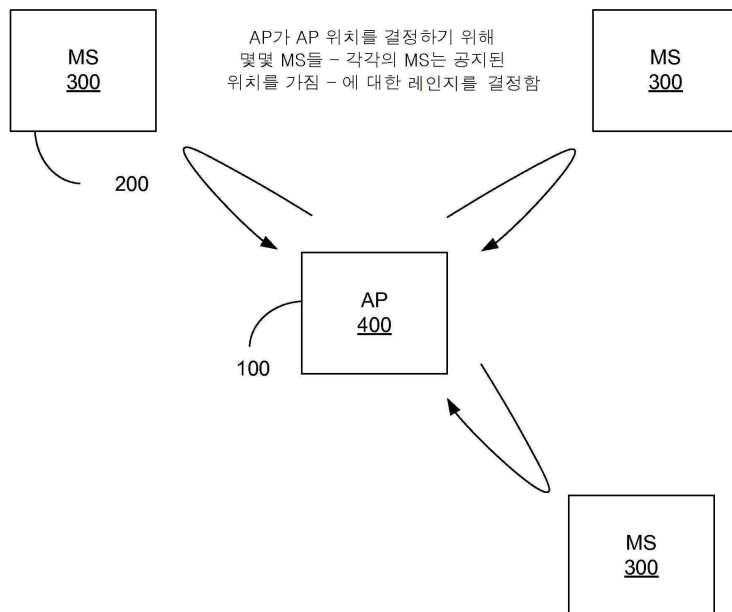 AP가 AP 위치를 결정하기 위해
몇몇 MS들 – 각각의 MS는 공지된
위치를 가짐 – 에 대한 레인지를 결정함
MS
300
MS
300
200
AP
400
100
MS
300